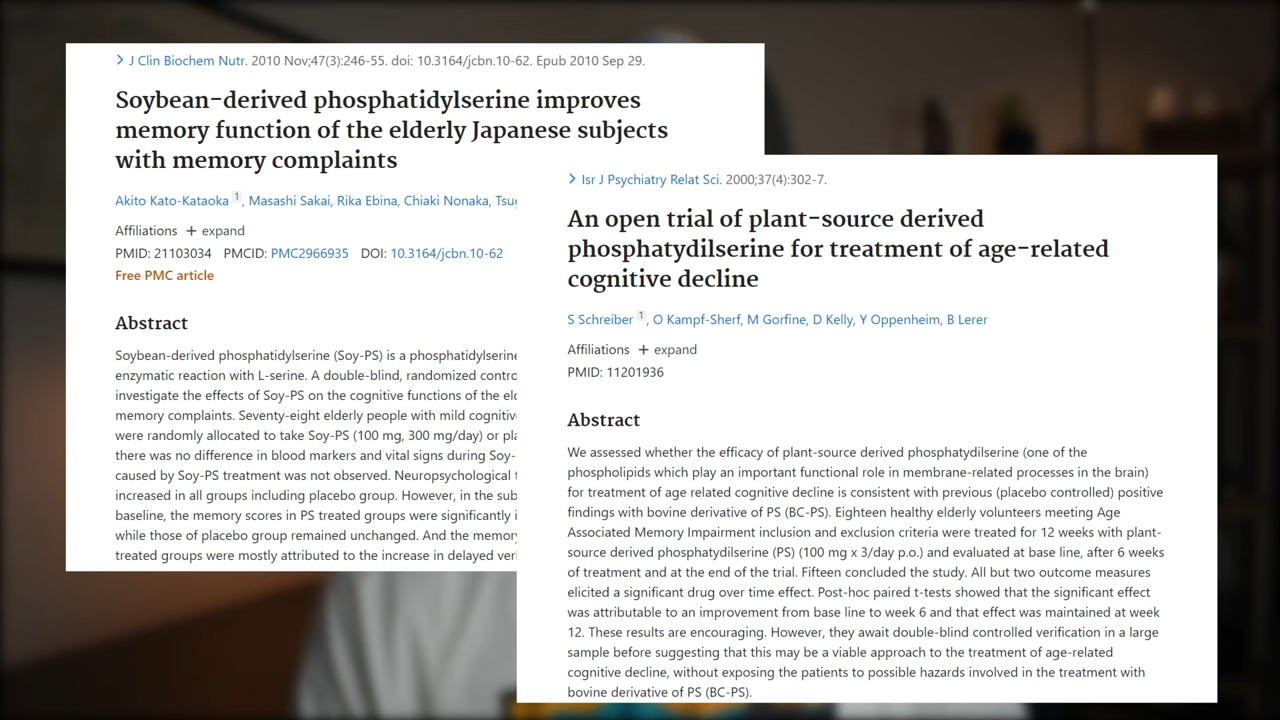 J Clin Biochem Nutr. 2010 Nov;47(3):246-55. doi: 10.3164/jcbn.10-62. Epub 2010 Sep 29.
Soybean-derived phosphatidylserine improves
memory function of the elderly Japanese subjects
with memory complaints
Akito Kato-Kataoka 1, Masashi Sakai, Rika Ebina, Chiaki Nonaka,
Affiliations + expand
PMID: 21103034 PMCID: PMC2966935 DOI: 10.3164/jcbn.10-62
Free PMC article
Abstract
Soybean-derived phosphatidylserine (Soy-PS) is a phosphatidylserine
enzymatic reaction with L-serine. A double-blind, randomized
investigate the effects of Soy-PS on the cognitive functions of the
memory complaints. Seventy-eight elderly people with mild
were randomly allocated to take Soy-PS (100 mg, 300 mg/day) or
there was no difference in blood markers and vital signs during
caused by Soy-PS treatment was not observed. Neuropsychological
increased in all groups including placebo group. However, in the
baseline, the memory scores in PS treated groups were significantly
while those of placebo group remained unchanged. And the
treated groups were mostly attributed to the increase in delayed
Isr J Psychiatry Relat Sci. 2000;37(4):302-7.
An open trial of plant-source derived
phosphatydilserine for treatment of age-related
cognitive decline
S Schreiber 1, O Kampf-Sherf, M Gorfine, D Kelly, Y Oppenheim, B Lerer
Affiliations + expand
PMID: 11201936
Abstract
We assessed whether the efficacy of plant-source derived phosphatydilserine (one of the
phospholipids which play an important functional role in membrane-related processes in the brain)
for treatment of age related cognitive decline is consistent with previous (placebo controlled) positive
findings with bovine derivative of PS (BC-PS). Eighteen healthy elderly volunteers meeting Age
Associated Memory Impairment inclusion and exclusion criteria were treated for 12 weeks with plant-
source derived phosphatydilserine (PS) (100 mg x 3/day p.o.) and evaluated at base line, after 6 weeks
of treatment and at the end of the trial. Fifteen concluded the study. All but two outcome measures
elicited a significant drug over time effect. Post-hoc paired t-tests showed that the significant effect
was attributable to an improvement from base line to week 6 and that effect was maintained at week
12. These results are encouraging. However, they await double-blind controlled verification in a large
sample before suggesting that this may be a viable approach to the treatment of age-related
cognitive decline, without exposing the patients to possible hazards involved in the treatment with
bovine derivative of PS (BC-PS).